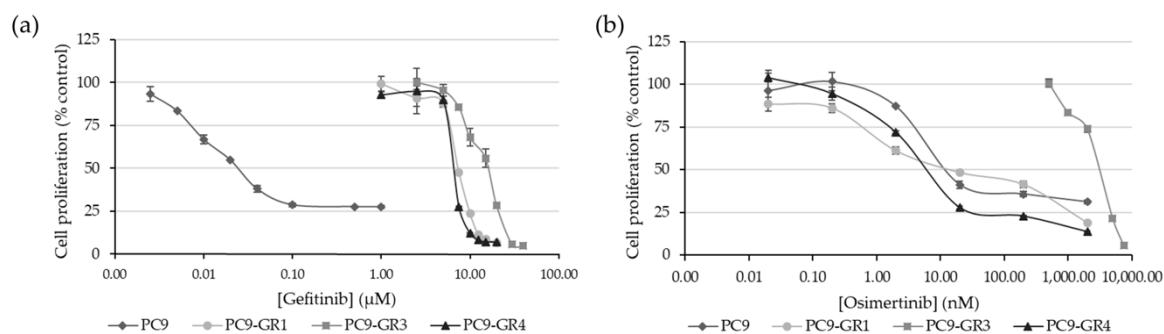 (a)
Cell proliferation (% control)
125
100
75
50
25
0
0.00 0.01 0.10 1.00 10.00 100.00
[Gefitinib] (µM)
PC9 PC9-GR1 PC9-GR3 PC9-GR4
(b)
Cell proliferation (% control)
125
100
75
50
25
0
0.00 0.01 0.10 1.00 10.00 100.00 1,000.00 10,000.00
[Osimertinib] (nM)
PC9 PC9-GR1 PC9-GR3 PC9-GR4